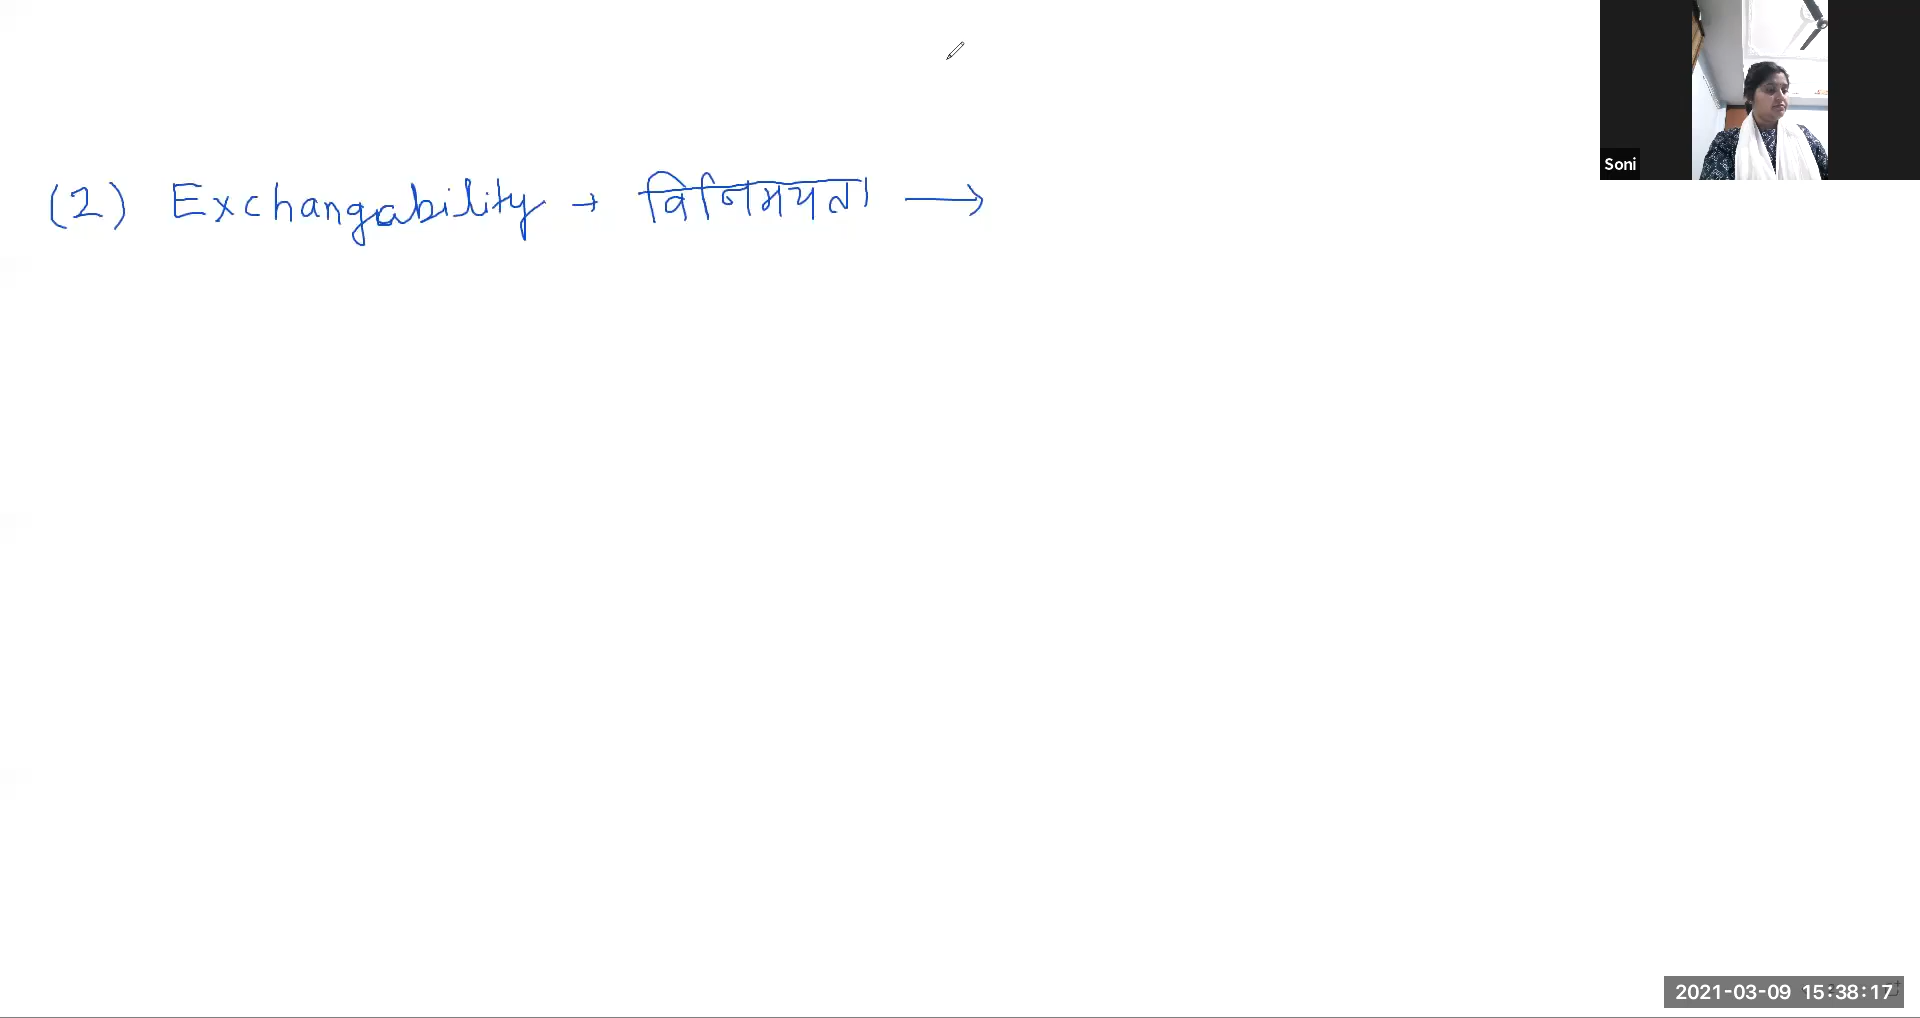 Soni
(2) Exchangability → विनिमयता →
2021-03-09 15:38:17